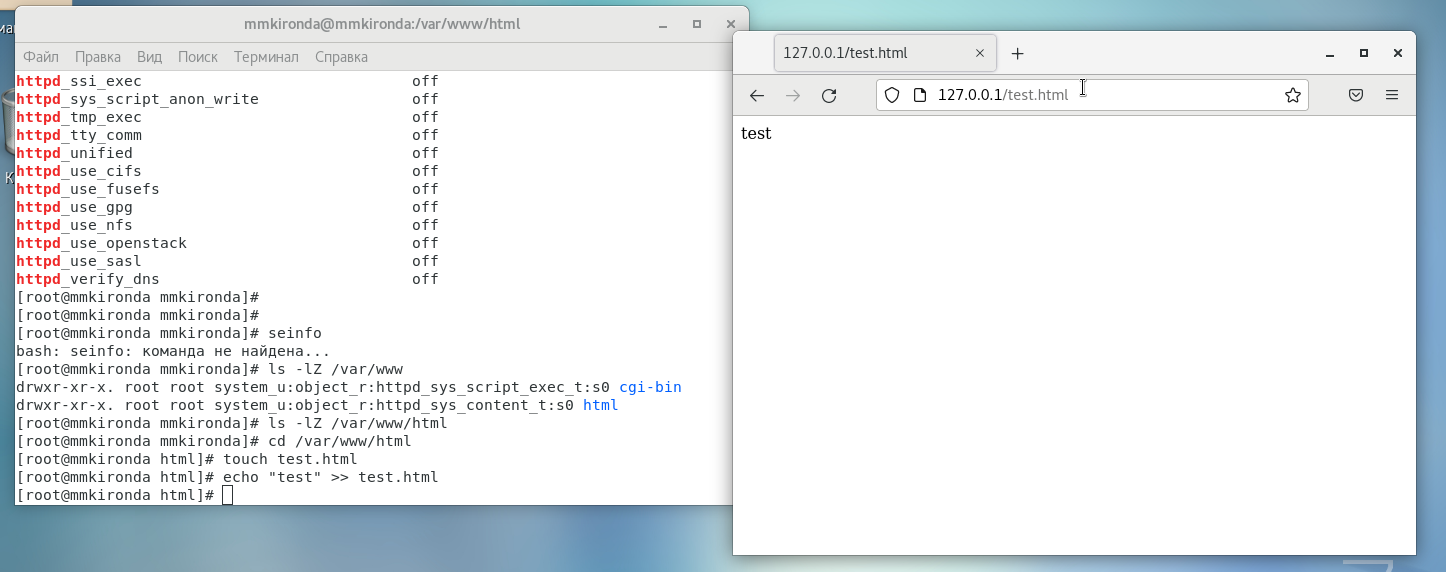 mmkironda@mmkironda:/var/www/html
Файл Правка Вид Поиск Терминал Справка
httpd_ssi_exec off
httpd_sys_script_anon_write off
httpd_tmp_exec off
httpd_tty_comm off
httpd_unified off
httpd_use_cifs off
httpd_use_fusefs off
httpd_use_gpg off
httpd_use_nfs off
httpd_use_openstack off
httpd_use_sasl off
httpd_verify_dns off
[root@mmkironda mmkironda]#
[root@mmkironda mmkironda]#
[root@mmkironda mmkironda]# seinfo
bash: seinfo: команда не найдена...
[root@mmkironda mmkironda]# ls -lZ /var/www
drwxr-xr-x. root root system_u:object_r:httpd_sys_script_exec_t:s0 cgi-bin
drwxr-xr-x. root root system_u:object_r:httpd_sys_content_t:s0 html
[root@mmkironda mmkironda]# ls -lZ /var/www/html
[root@mmkironda mmkironda]# cd /var/www/html
[root@mmkironda html]# touch test.html
[root@mmkironda html]# echo "test" >> test.html
[root@mmkironda html]#
127.0.0.1/test.html
127.0.0.1/test.html
test